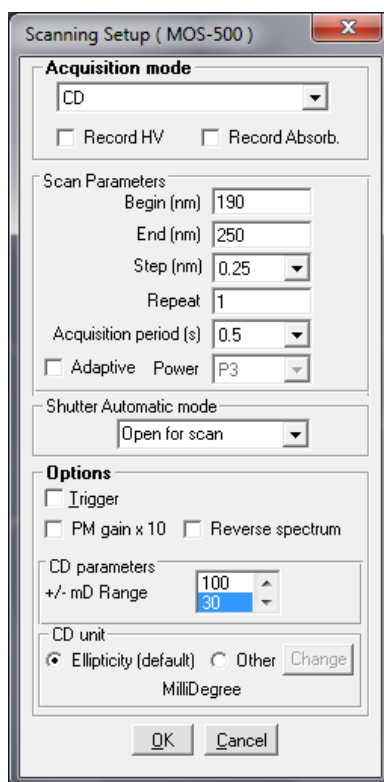 Scanning Setup ( MOS-500 )
Acquisition mode
CD
Record HV Record Absorb.
Scan Parameters
Begin (nm) 190
End (nm) 250
Step (nm) 0.25
Repeat 1
Acquisition period (s) 0.5
Adaptive Power P3
Shutter Automatic mode
Open for scan
Options
Trigger
PM gain x 10 Reverse spectrum
CD parameters
+/- mD Range 100
30
CD unit
Ellipticity (default) Other Change
MilliDegree
OK Cancel